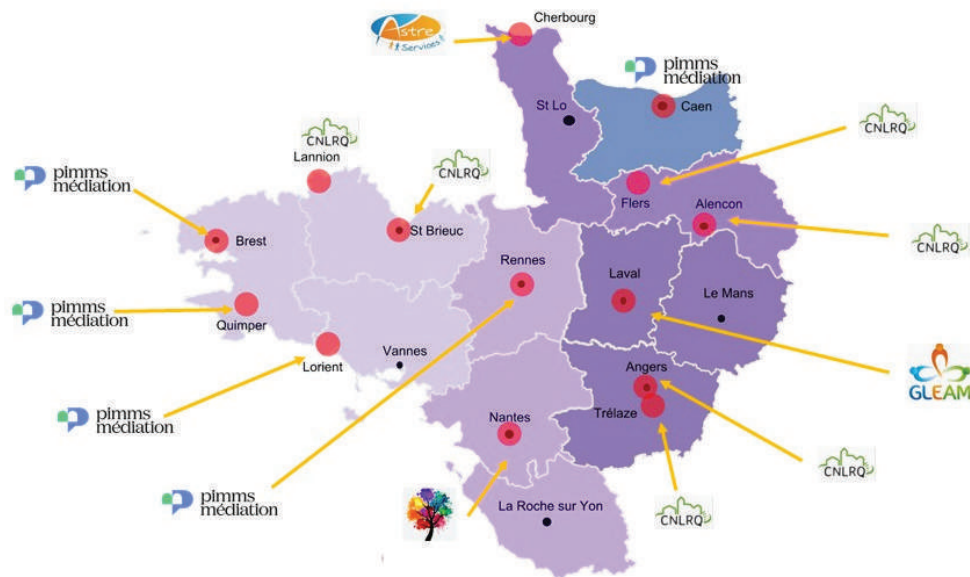 Astre
Services
Cherbourg
pimms
médiation
Caen
St Lo
CNLRQ
Lannion
CNLRQ
CNLRQ
pimms
médiation
Flers
Alencon
St Brieuc
Brest
CNLRQ
Rennes
Laval
Le Mans
pimms
médiation
Quimper
Lorient
Vannes
Angers
GLEAM
Trélaze
pimms
médiation
Nantes
CNLRQ
pimms
médiation
La Roche sur Yon
CNLRQ